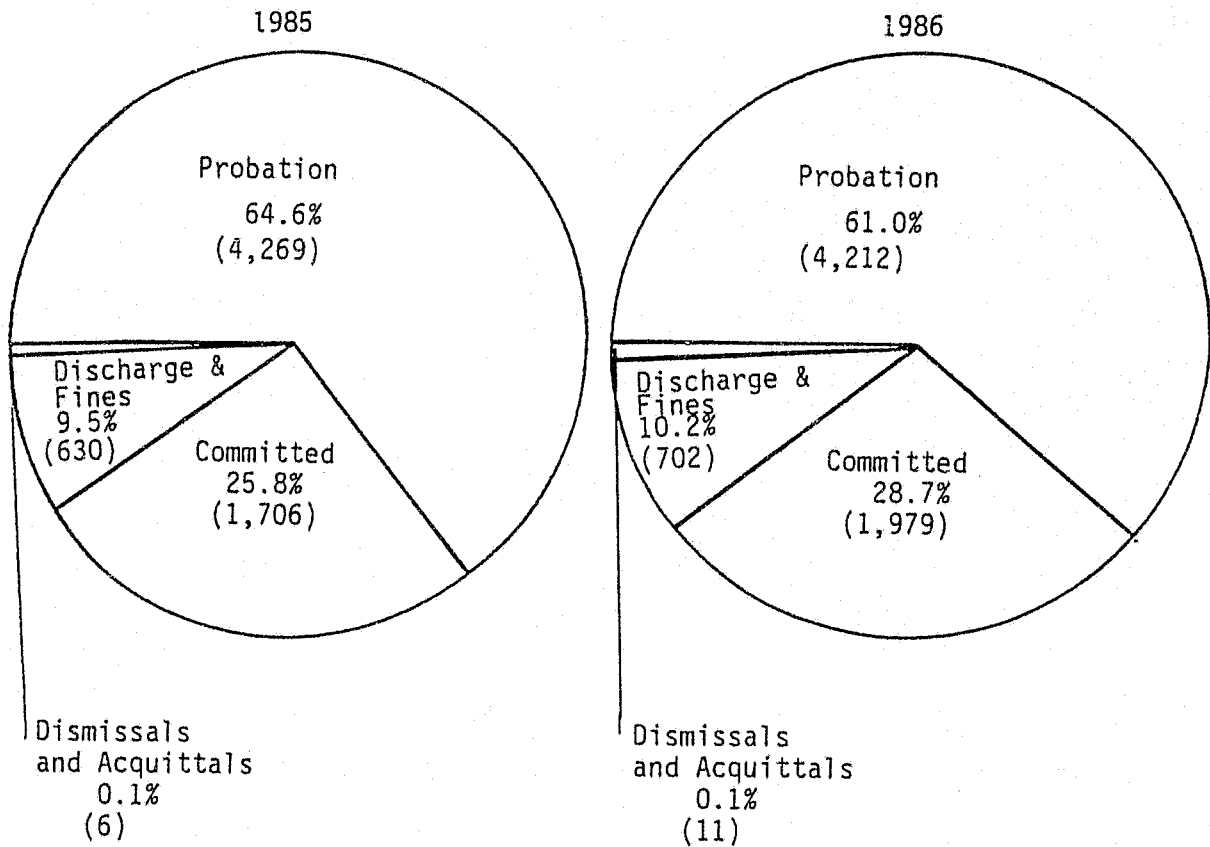 1985
Probation
64.6%
(4,269)
Discharge &
Fines
9.5%
(630)
Committed
25.8%
(1,706)
Dismissals
and Acquittals
0.1%
(6)
1986
Probation
61.0%
(4,212)
Discharge &
Fines
10.2%
(702)
Committed
28.7%
(1,979)
Dismissals
and Acquittals
0.1%
(11)